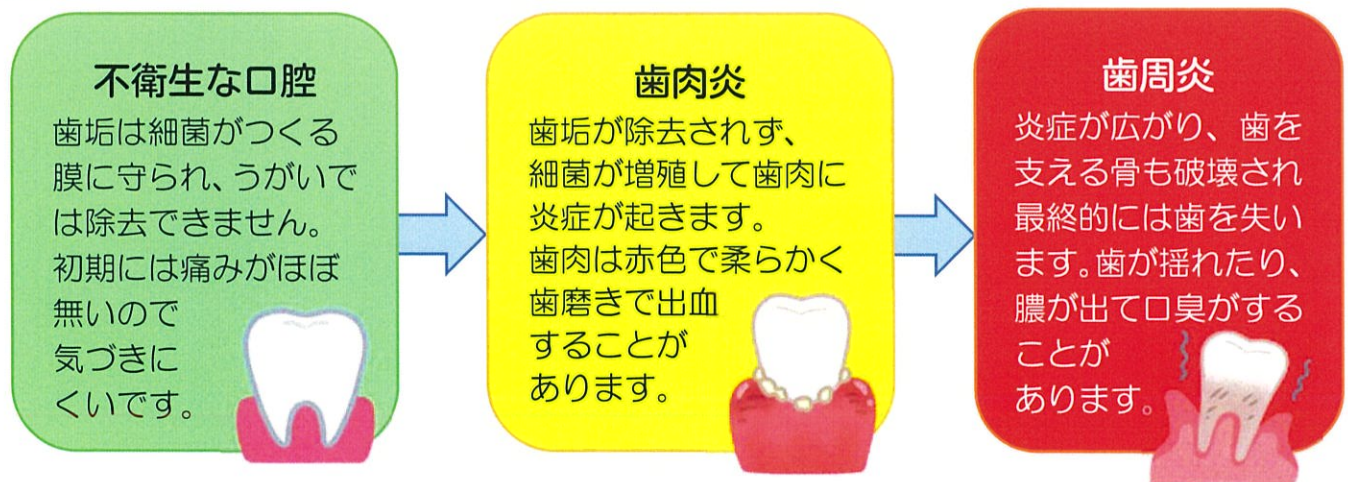 不衛生な口腔
歯垢は細菌がつくる
膜に守られ、うがいで
は除去できません。
初期には痛みがほぼ
無いので
気づきに
くいです。
歯肉炎
歯垢が除去されず、
細菌が増殖して歯肉に
炎症が起きます。
歯肉は赤色で柔らかく
歯磨きで出血
することが
あります。
歯周炎
炎症が広がり、歯を
支える骨も破壊され
最終的には歯を失い
ます。歯が揺れたり、
膿が出て口臭がする
ことが
あります。